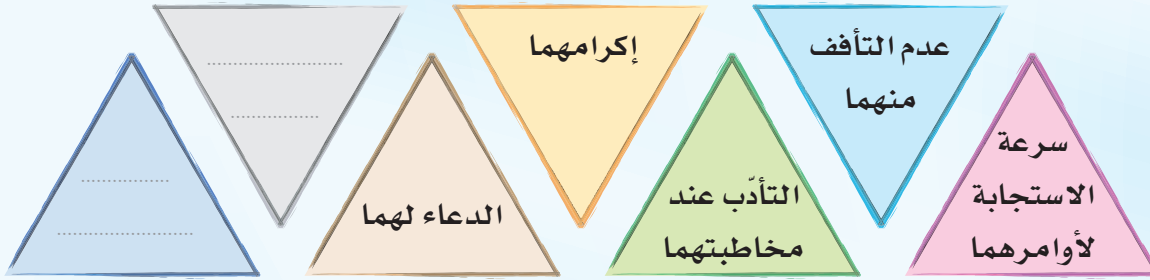 سرعة
الاستجابة
لأوامرهما
عدم التأفف
منهما
التأدّب عند
مخاطبتهما
إكرامهما
الدعاء لهما